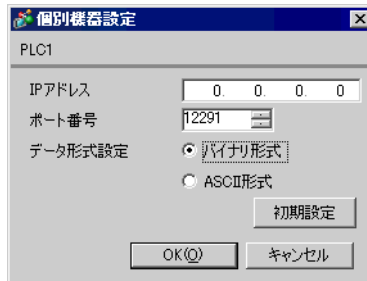 個別機器設定
PLC1
IPアドレス 0. 0. 0. 0
ポート番号 12291
データ形式設定 バイナリ形式
ASCII形式
初期設定
OK(O) キャンセル